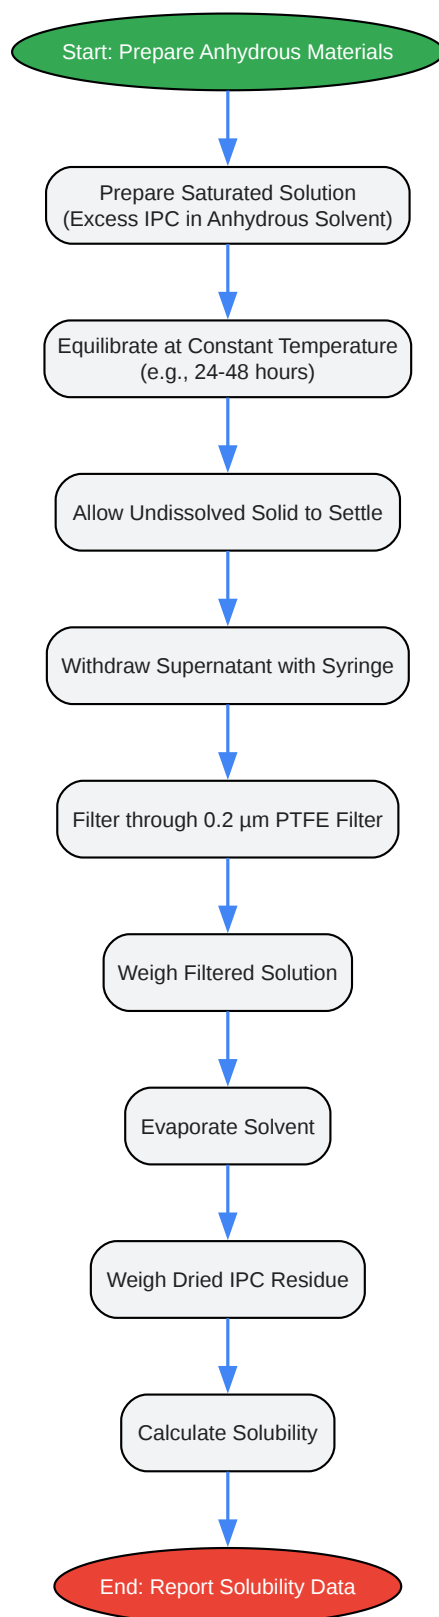 Start: Prepare Anhydrous Materials
Prepare Saturated Solution
(Excess IPC in Anhydrous Solvent)
Equilibrate at Constant Temperature
(e.g., 24-48 hours)
Allow Undissolved Solid to Settle
Withdraw Supernatant with Syringe
Filter through 0.2 µm PTFE Filter
Weigh Filtered Solution
Evaporate Solvent
Weigh Dried IPC Residue
Calculate Solubility
End: Report Solubility Data